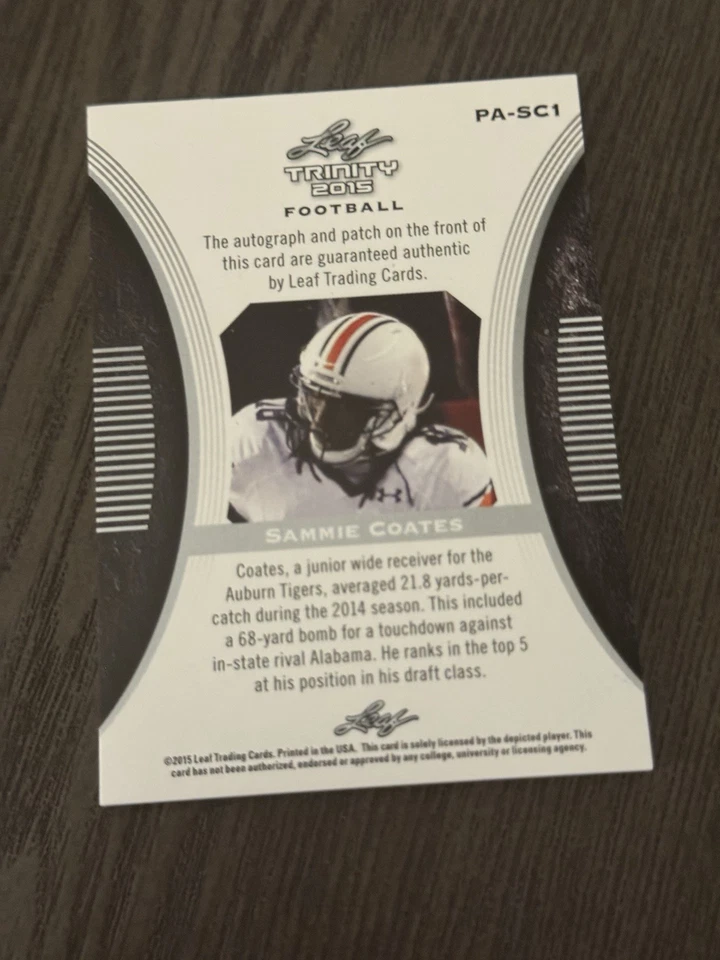 PA-SC1
Leaf
TRINITY
2015
FOOTBALL
The autograph and patch on the front of
this card are guaranteed authentic
by Leaf Trading Cards.
SAMMIE COATES
Coates, a junior wide receiver for the
Auburn Tigers, averaged 21.8 yards-per-
catch during the 2014 season. This included
a 68-yard bomb for a touchdown against
in-state rival Alabama. He ranks in the top 5
at his position in his draft class.
Leaf
©2015 Leaf Trading Cards. Printed in the USA. This card is solely licensed by the depicted player. This
card has not been authorized, endorsed or approved by any college, university or licensing agency.